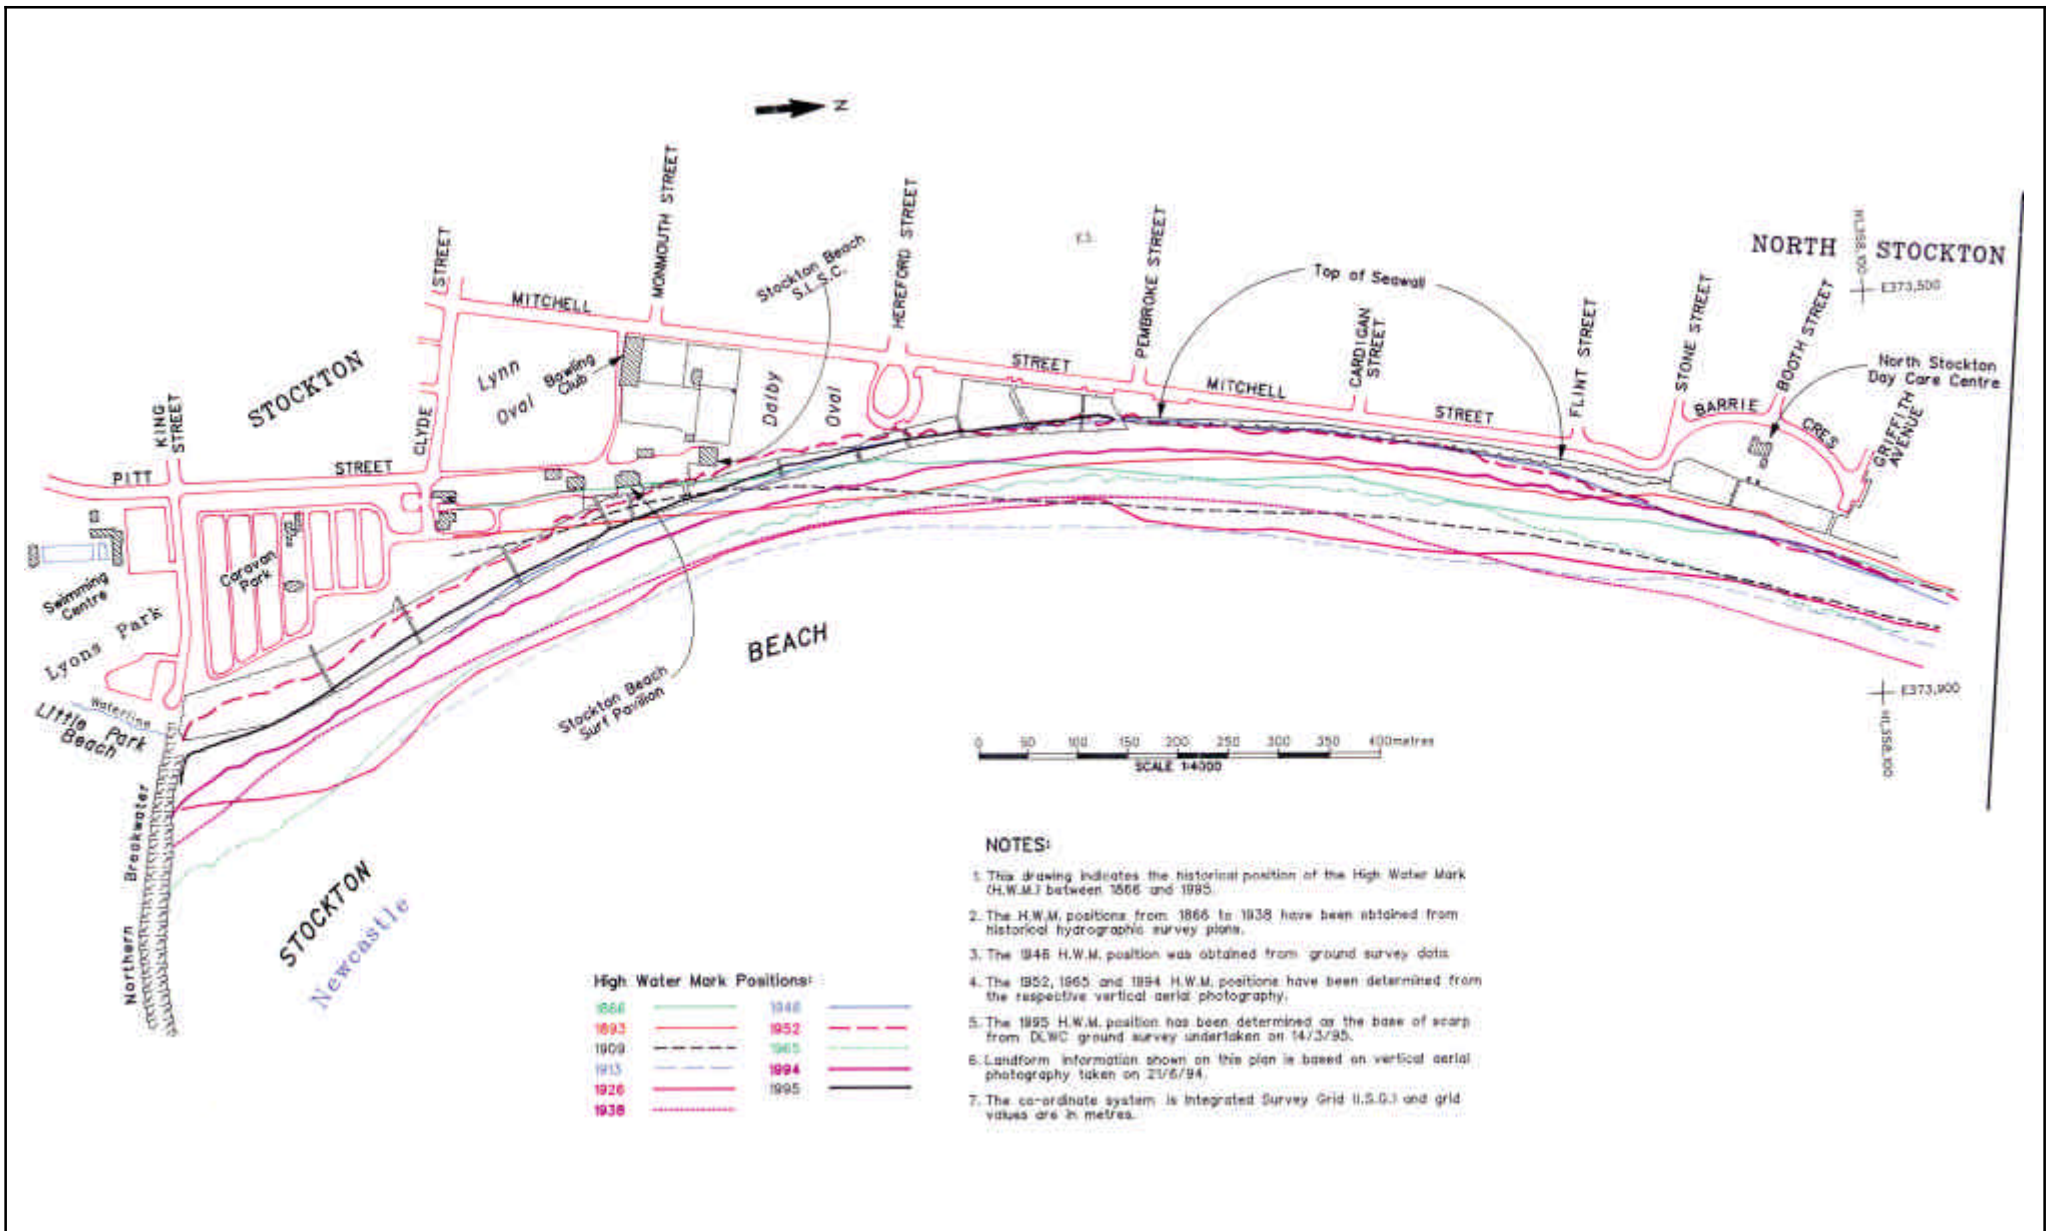 N
NORTH STOCKTON
N1,358,100
E373,500
STOCKTON
STREET
CLYDE
MITCHELL
MONMOUTH STREET
Stockton Beach
S.L.S.C.
HEREFORD STREET
STREET
PEMBROKE STREET
Top of Seawall
MITCHELL
CARDIGAN
STREET
STREET
FLINT STREET
STONE STREET
BARRIE
CRES
BOOTH STREET
North Stockton
Day Care Centre
GRIFFITH
AVENUE
Lynn
Oval
Bowling
Club
Dalby
Oval
KING
STREET
PITT
STREET
Swimming
Centre
Caravan
Park
Lyons Park
Waterline
Little Park
Beach
Northern Breakwater
Stockton Beach
Surf Pavilion
STOCKTON
BEACH
Newcastle
E373,900
0 50 100 150 200 250 300 350 400metres
SCALE 1:4000
High Water Mark Positions:
1866
1893
1909
1913
1926
1938
1946
1952
1965
1994
1995
NOTES:
1. This drawing indicates the historical position of the High Water Mark
(H.W.M.) between 1866 and 1995.
2. The H.W.M. positions from 1866 to 1938 have been obtained from
historical hydrographic survey plans.
3. The 1946 H.W.M. position was obtained from ground survey data
4. The 1952, 1965 and 1994 H.W.M. positions have been determined from
the respective vertical aerial photography.
5. The 1995 H.W.M. position has been determined as the base of scarp
from DLWC ground survey undertaken on 14/3/95.
6. Landform information shown on this plan is based on vertical aerial
photography taken on 21/6/94.
7. The co-ordinate system is Integrated Survey Grid (I.S.G.) and grid
values are in metres.